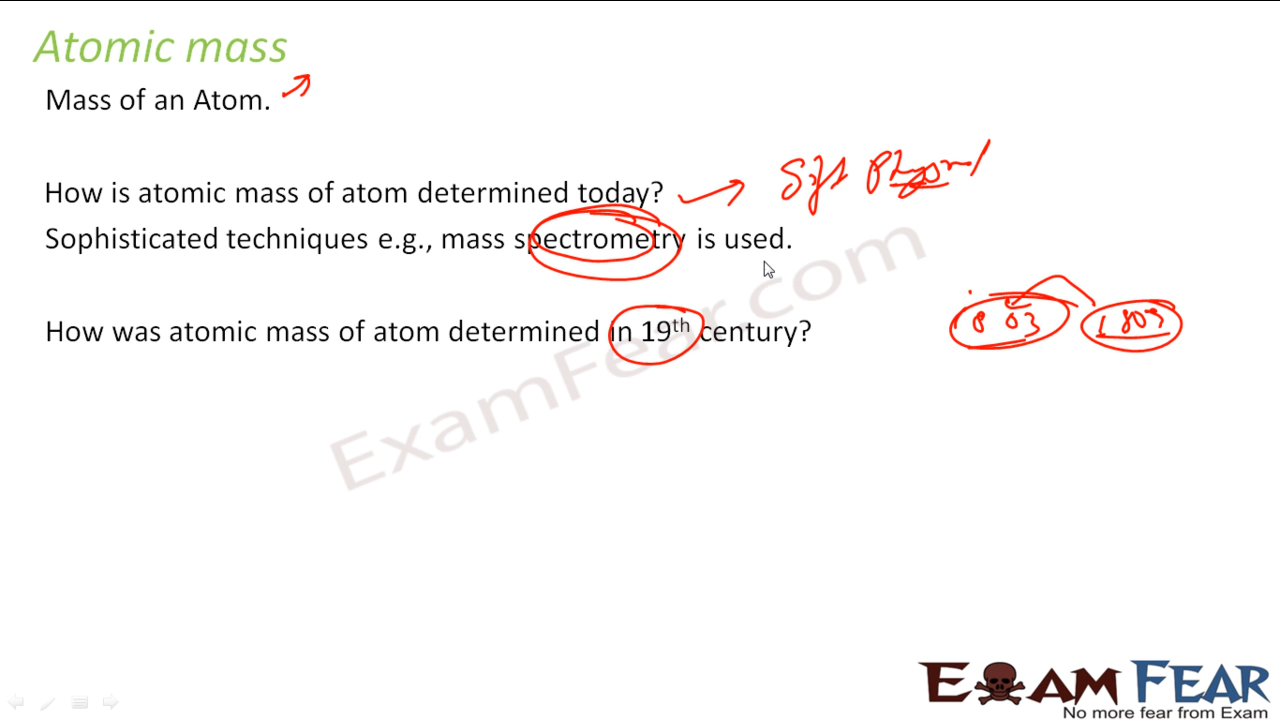 Atomic mass
Mass of an Atom.
How is atomic mass of atom determined today?
Sophisticated techniques e.g., mass spectrometry is used.
How was atomic mass of atom determined in 19th century?
1803 1803
ExamFear.com
EXAM FEAR
No more fear from Exam